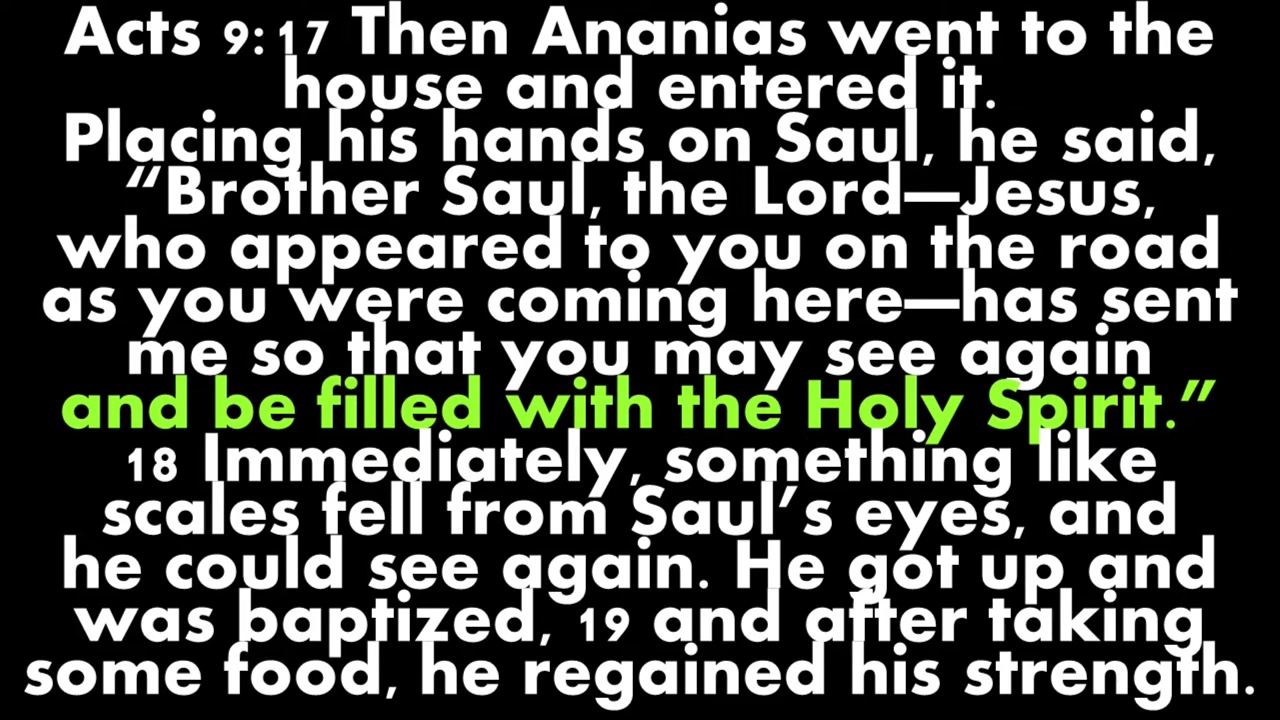 Acts 9:17 Then Ananias went to the
house and entered it.
Placing his hands on Saul, he said,
“Brother Saul, the Lord—Jesus,
who appeared to you on the road
as you were coming here—has sent
me so that you may see again
and be filled with the Holy Spirit.”
18 Immediately, something like
scales fell from Saul’s eyes, and
he could see again. He got up and
was baptized, 19 and after taking
some food, he regained his strength.